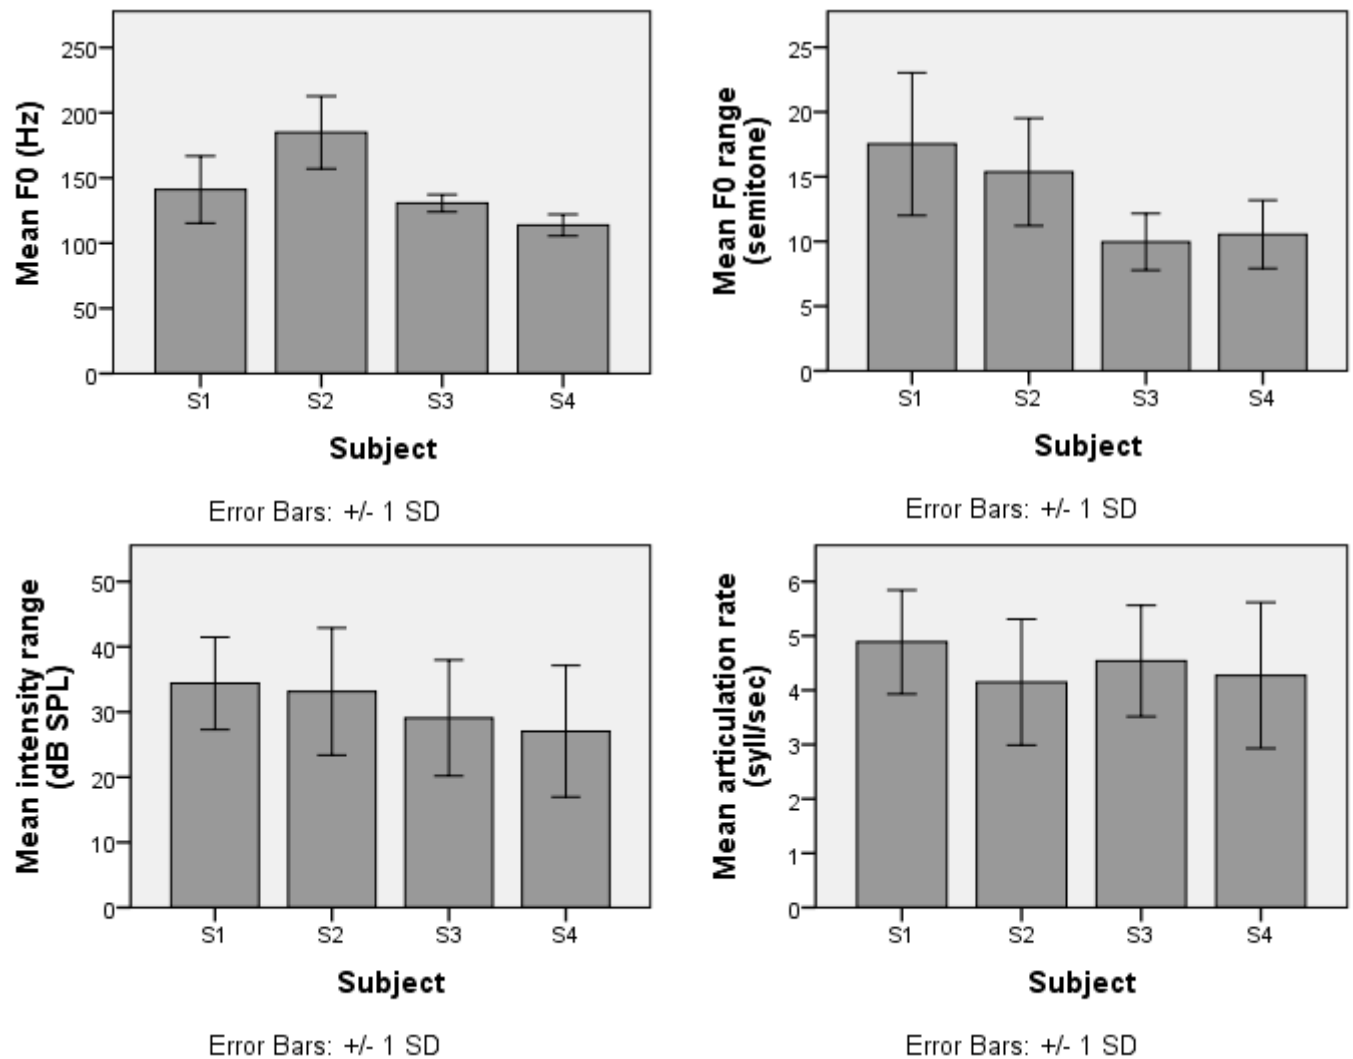 Mean F0 (Hz)
250
200
150
100
50
0
S1 S2 S3 S4
Subject
Error Bars: +/- 1 SD
Mean F0 range
(semitone)
25
20
15
10
5
0
S1 S2 S3 S4
Subject
Error Bars: +/- 1 SD
Mean intensity range
(dB SPL)
50
40
30
20
10
0
S1 S2 S3 S4
Subject
Error Bars: +/- 1 SD
Mean articulation rate
(syll/sec)
6
5
4
3
2
1
0
S1 S2 S3 S4
Subject
Error Bars: +/- 1 SD